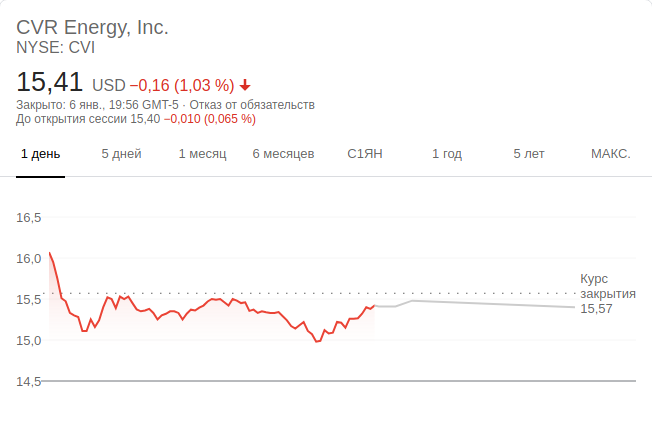 CVR Energy, Inc.
NYSE: CVI
15,41 USD −0,16 (1,03 %)
Закрыто: 6 янв., 19:56 GMT-5 · Отказ от обязательств
До открытия сессии 15,40 −0,010 (0,065 %)
1 день 5 дней 1 месяц 6 месяцев С1ЯН 1 год 5 лет МАКС.
16,5
16,0
Курс
закрытия
15,57
15,5
15,0
14,5